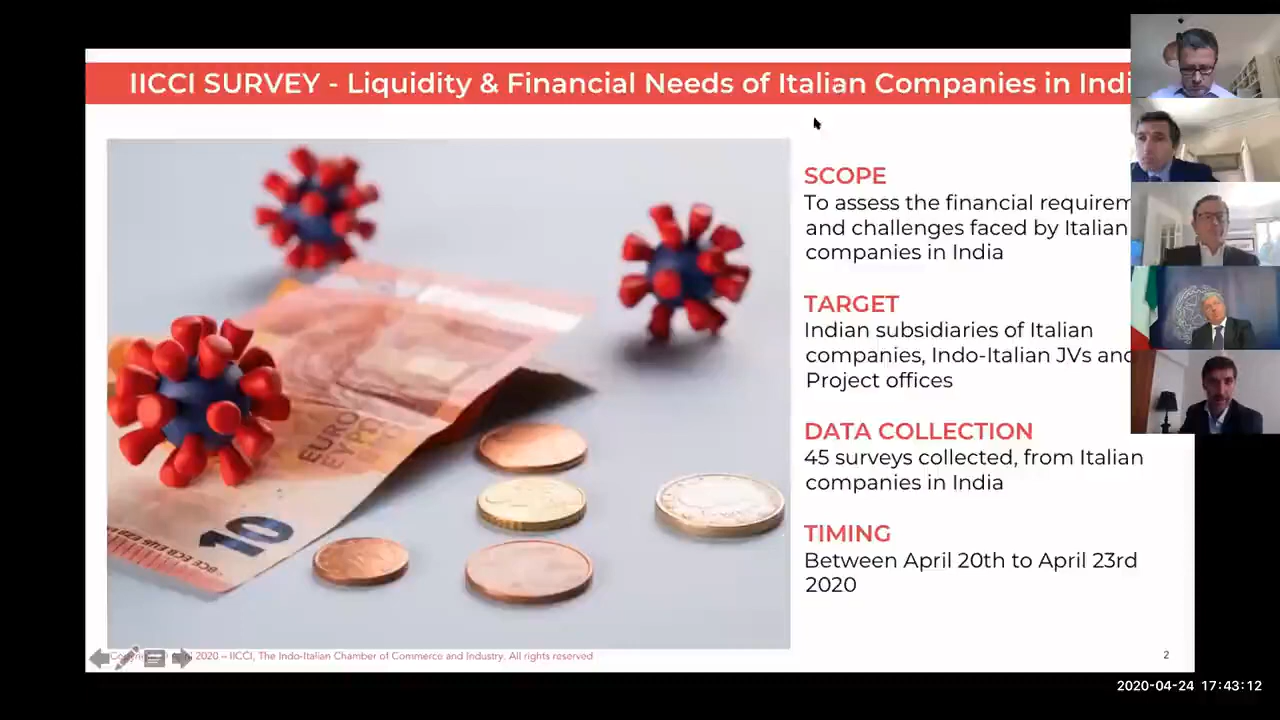 IICCI SURVEY - Liquidity & Financial Needs of Italian Companies in Indi
SCOPE
To assess the financial requirem
and challenges faced by Italian
companies in India
TARGET
Indian subsidiaries of Italian
companies, Indo-Italian JVs and
Project offices
DATA COLLECTION
45 surveys collected, from Italian
companies in India
TIMING
Between April 20th to April 23rd
2020
EURO
ΕΥΡΩ
10
2020 – IICCI, The Indo-Italian Chamber of Commerce and Industry. All rights reserved
2
2020-04-24 17:43:12